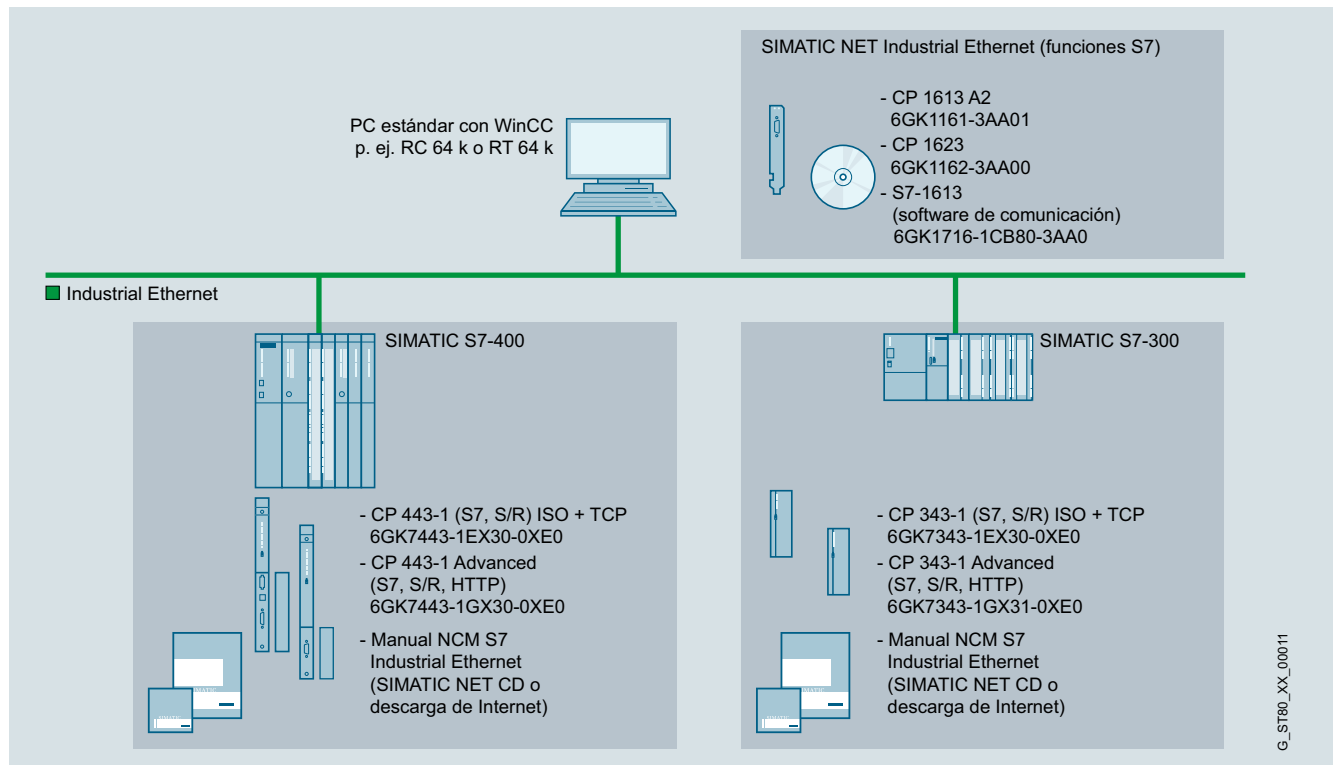 SIMATIC NET Industrial Ethernet (funciones S7)
- CP 1613 A2
6GK1161-3AA01
- CP 1623
6GK1162-3AA00
- S7-1613
(software de comunicación)
6GK1716-1CB80-3AA0
PC estándar con WinCC
p. ej. RC 64 k o RT 64 k
Industrial Ethernet
SIMATIC S7-400
- CP 443-1 (S7, S/R) ISO + TCP
6GK7443-1EX30-0XE0
- CP 443-1 Advanced
(S7, S/R, HTTP)
6GK7443-1GX30-0XE0
- Manual NCM S7
Industrial Ethernet
(SIMATIC NET CD o
descarga de Internet)
SIMATIC S7-300
- CP 343-1 (S7, S/R) ISO + TCP
6GK7343-1EX30-0XE0
- CP 343-1 Advanced
(S7, S/R, HTTP)
6GK7343-1GX31-0XE0
- Manual NCM S7
Industrial Ethernet
(SIMATIC NET CD o
descarga de Internet)
G_ST80_XX_00011